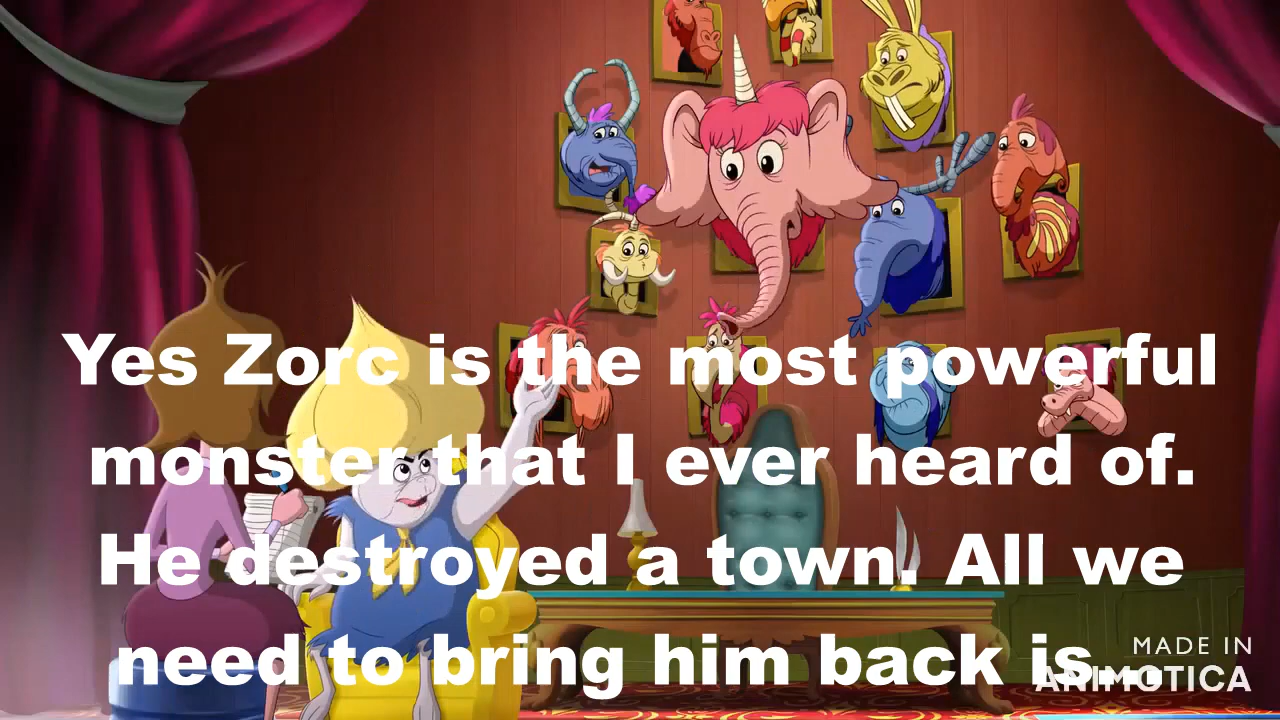 Yes Zorc is the most powerful
monster that I ever heard of.
He destroyed a town. All we
need to bring him back is....
MADE IN
ANIMOTICA